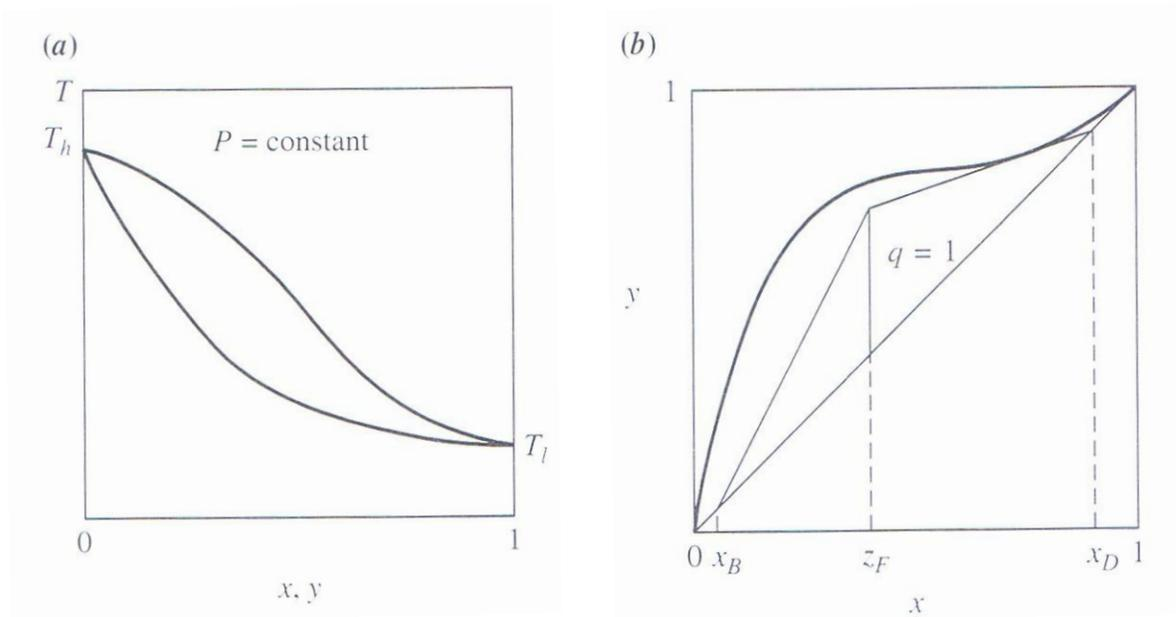 (a)
T
T_h
P = constant
T_l
0
1
x, y
(b)
1
y
q = 1
0 x_B z_F x_D 1
x